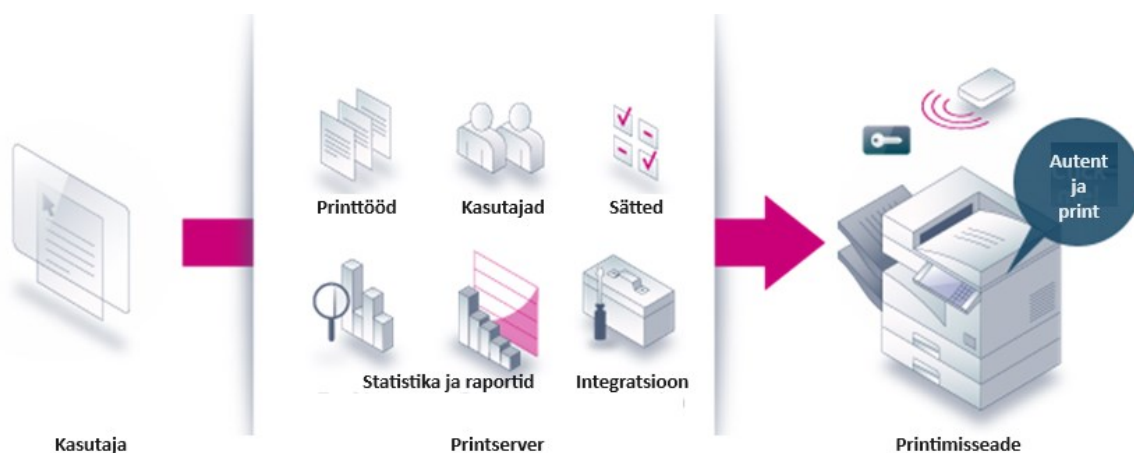 Autent
ja
print
Printtööd
Kasutajad
Sätted
Statistika ja raportid
Integratsioon
Kasutaja
Printserver
Printimisseade